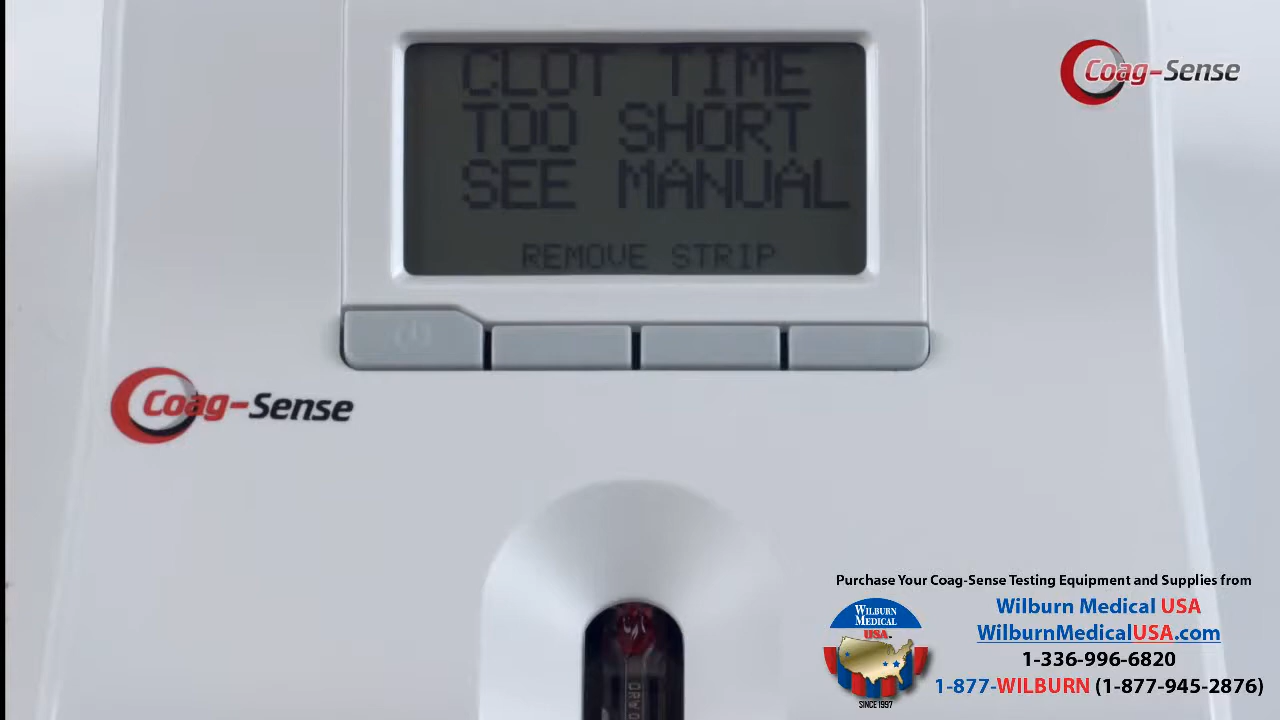 CLOT TIME
TOO SHORT
SEE MANUAL
REMOVE STRIP
Coag-Sense
Coag-Sense
Purchase Your Coag-Sense Testing Equipment and Supplies from
Wilburn Medical USA
WilburnMedicalUSA.com
1-336-996-6820
1-877-WILBURN (1-877-945-2876)
WILBURN
MEDICAL
USA
SINCE 1997